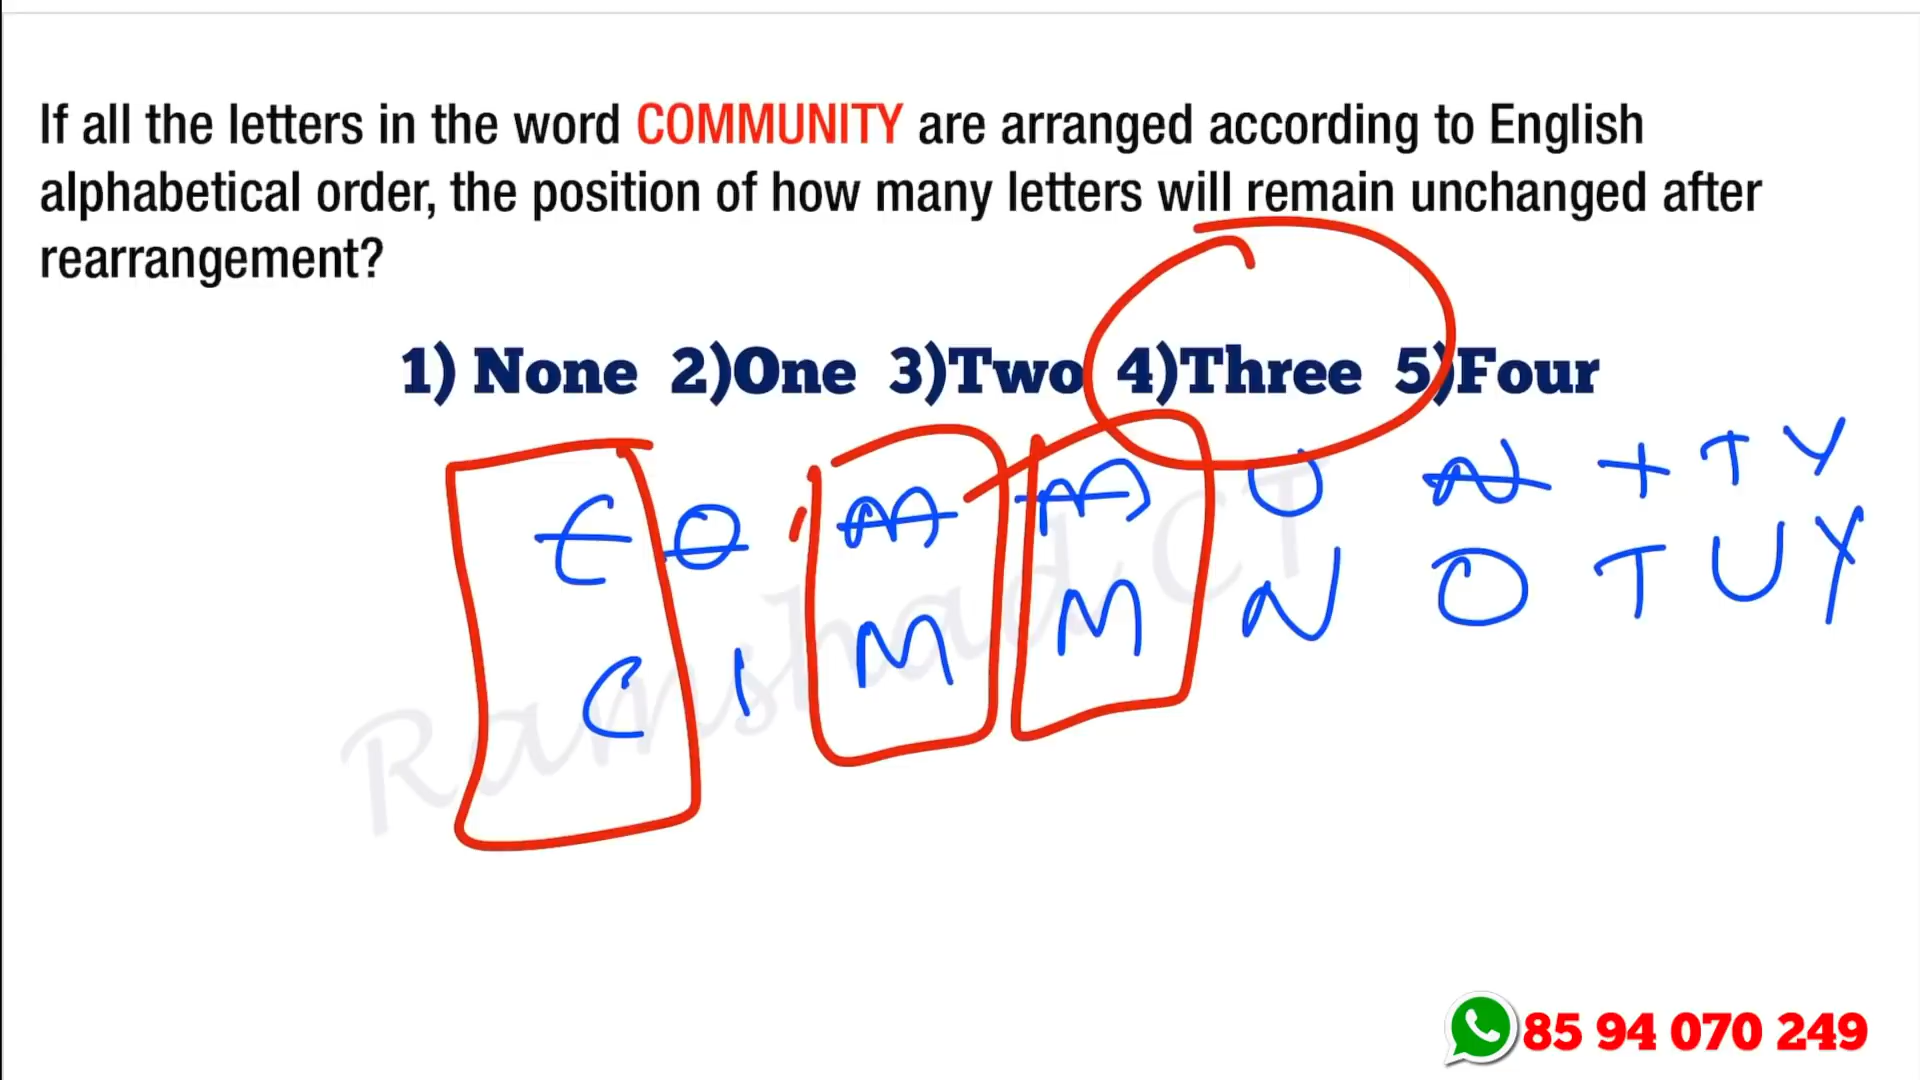 If all the letters in the word COMMUNITY are arranged according to English
alphabetical order, the position of how many letters will remain unchanged after
rearrangement?
1) None 2)One 3)Two 4)Three 5)Four
C O M M U N I T Y
C I M M N O T U Y
Ramshad CT
85 94 070 249